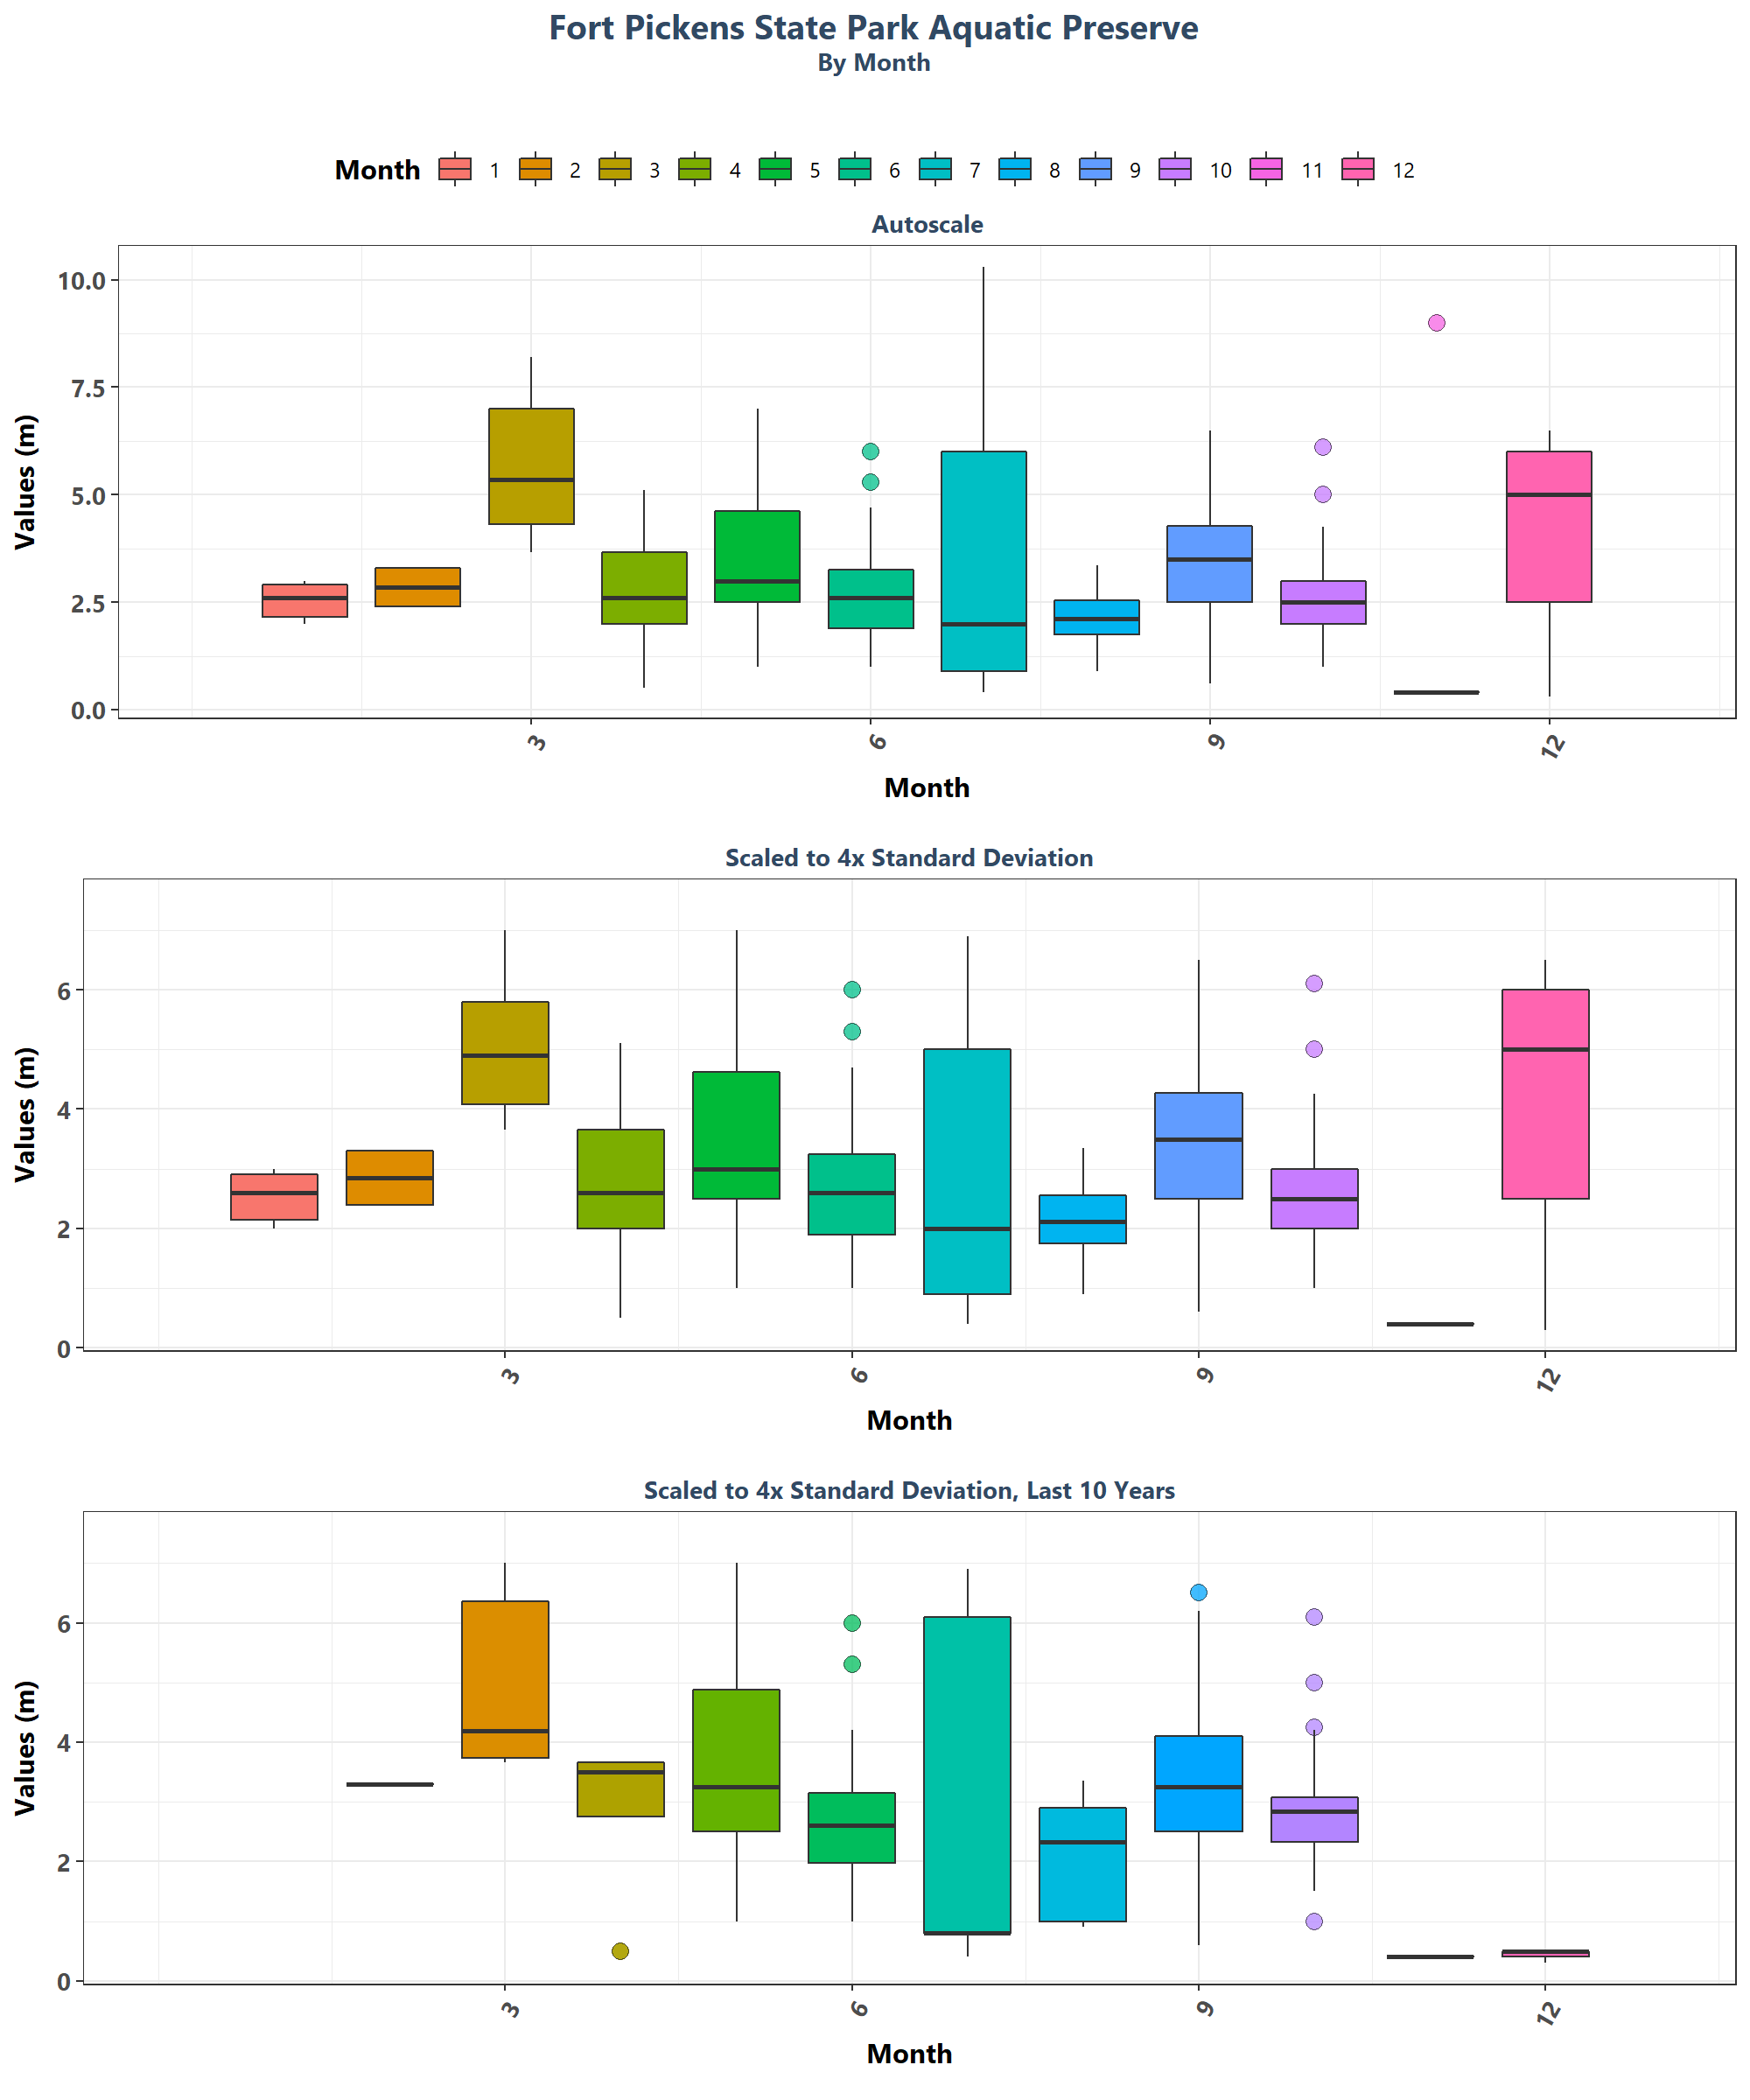 Fort Pickens State Park Aquatic Preserve
By Month
Month 1 2 3 4 5 6 7 8 9 10 11 12
Autoscale
10.0
7.5
5.0
2.5
0.0
Values (m)
3 6 9 12
Month
Scaled to 4x Standard Deviation
6
4
2
0
Values (m)
3 6 9 12
Month
Scaled to 4x Standard Deviation, Last 10 Years
6
4
2
0
Values (m)
3 6 9 12
Month